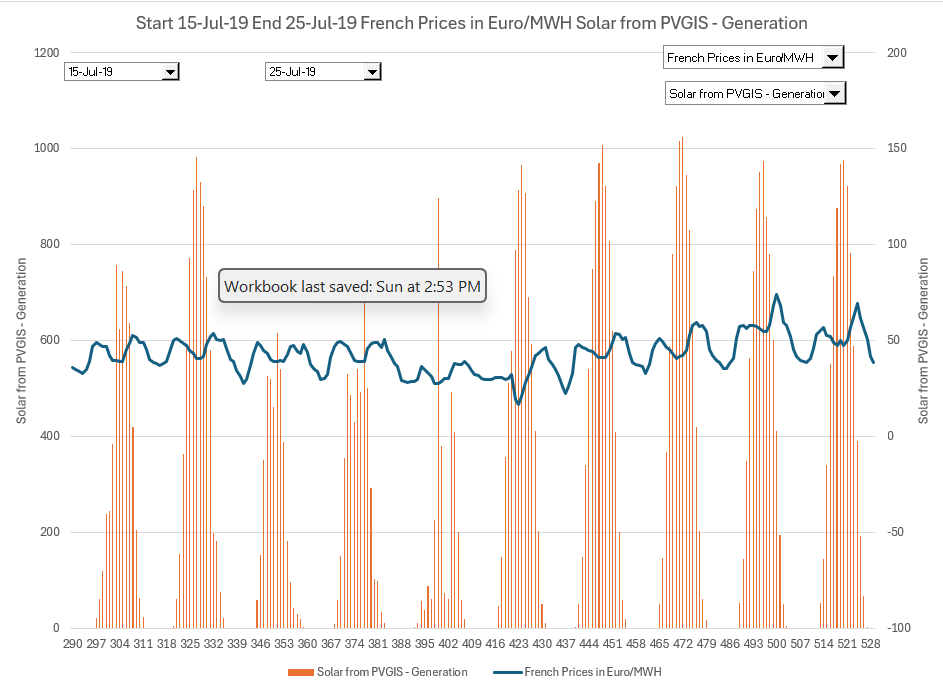 Start 15-Jul-19 End 25-Jul-19 French Prices in Euro/MWH Solar from PVGIS - Generation
1200
200
15-Jul-19
25-Jul-19
French Prices in Euro/MWH
Solar from PVGIS - Generation
1000
150
800
100
Workbook last saved: Sun at 2:53 PM
600
50
400
0
200
-50
0
-100
Solar from PVGIS - Generation
Solar from PVGIS - Generation
290 297 304 311 318 325 332 339 346 353 360 367 374 381 388 395 402 409 416 423 430 437 444 451 458 465 472 479 486 493 500 507 514 521 528
Solar from PVGIS - Generation
French Prices in Euro/MWH